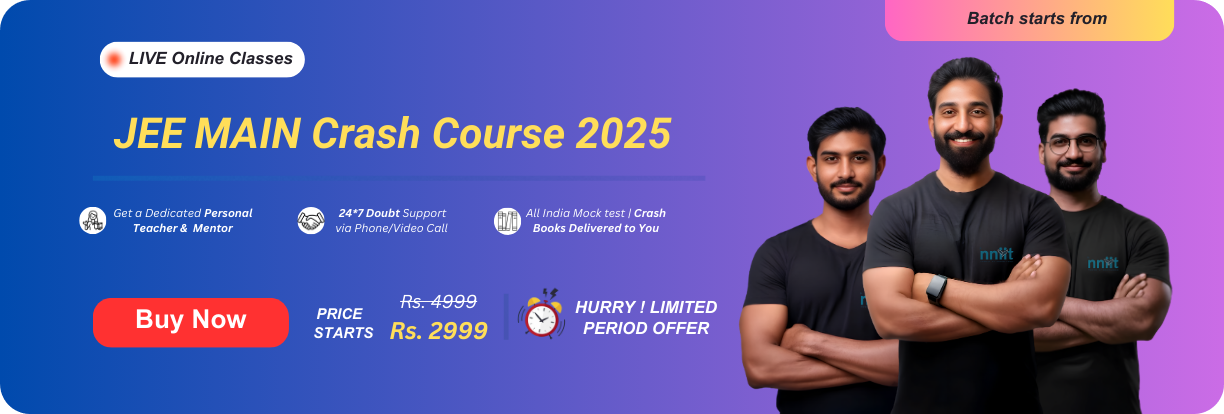 Batch starts from
LIVE Online Classes
JEE MAIN Crash Course 2025
Get a Dedicated Personal
Teacher & Mentor
24*7 Doubt Support
via Phone/Video Call
All India Mock test | Crash
Books Delivered to You
Buy Now
PRICE
STARTS
Rs. 4999
Rs. 2999
HURRY ! LIMITED
PERIOD OFFER